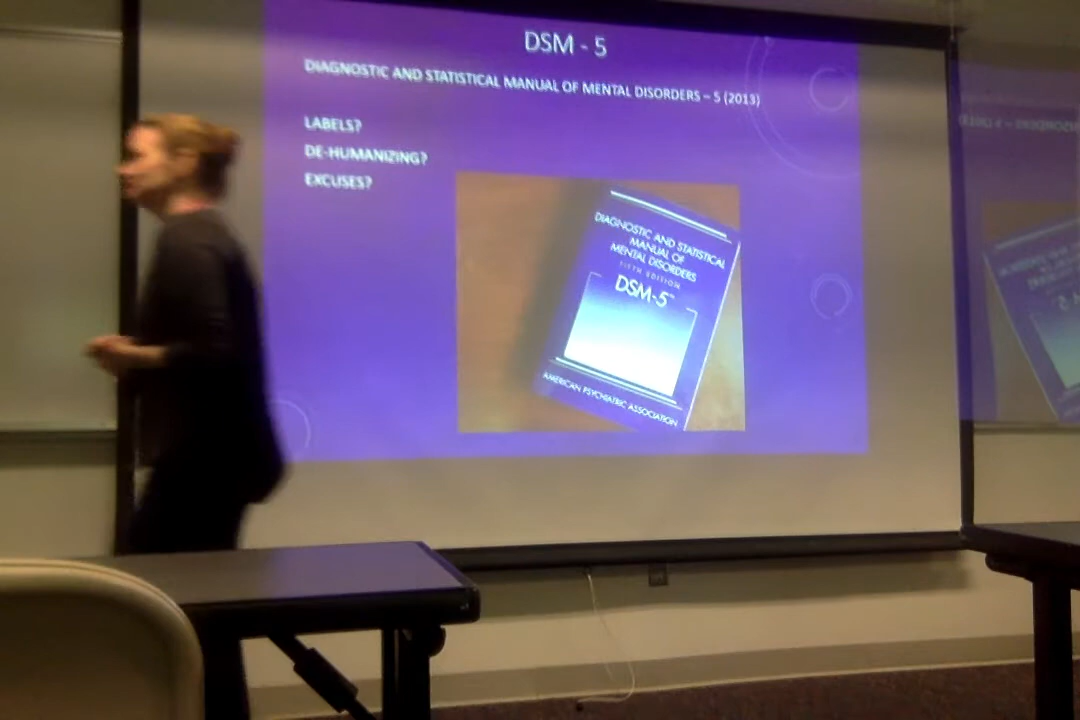 DSM - 5
DIAGNOSTIC AND STATISTICAL MANUAL OF MENTAL DISORDERS – 5 (2013)
LABELS?
DE-HUMANIZING?
EXCUSES?
DIAGNOSTIC AND STATISTICAL
MANUAL OF
MENTAL DISORDERS
FIFTH EDITION
DSM-5™
AMERICAN PSYCHIATRIC ASSOCIATION